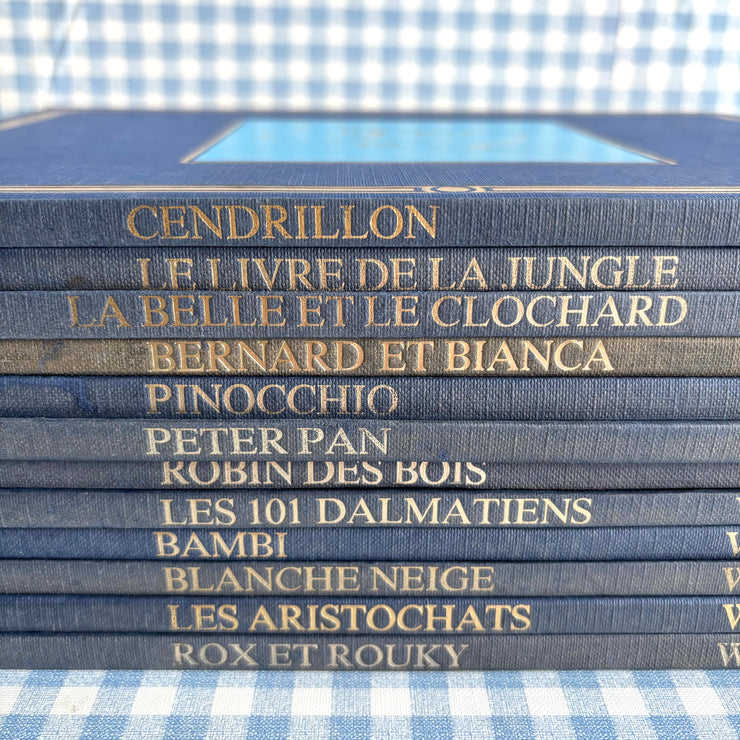 CENDRILLON
LE LIVRE DE LA JUNGLE
LA BELLE ET LE CLOCHARD
BERNARD ET BIANCA
PINOCCHIO
PETER PAN
ROBIN DES BOIS
LES 101 DALMATIENS
BAMBI
BLANCHE NEIGE
LES ARISTOCHATS
ROX ET ROUKY